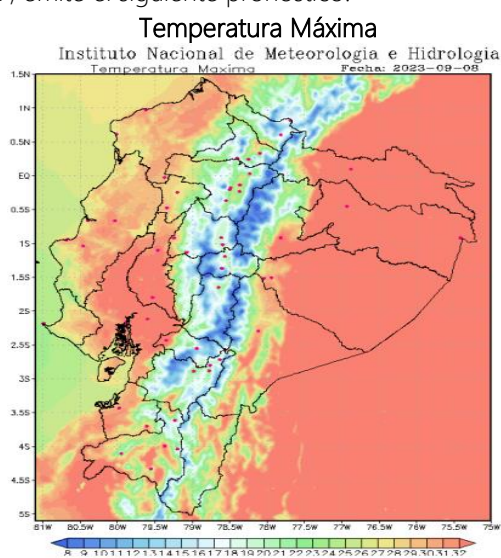 , emite el siguiente pronóstico:
Temperatura Máxima
Instituto Nacional de Meteorologia e Hidrologia
Temperatura Maxima Fecha: 2023-09-08
1.5N
1N
0.5N
EQ
0.5S
1S
1.5S
2S
2.5S
3S
3.5S
4S
4.5S
5S
81W 80.5W 80W 79.5W 79W 78.5W 78W 77.5W 77W 76.5W 76W 75.5W 75W
8 9 10 11 12 13 14 15 16 17 18 19 20 21 22 23 24 25 26 27 28 29 30 31 32